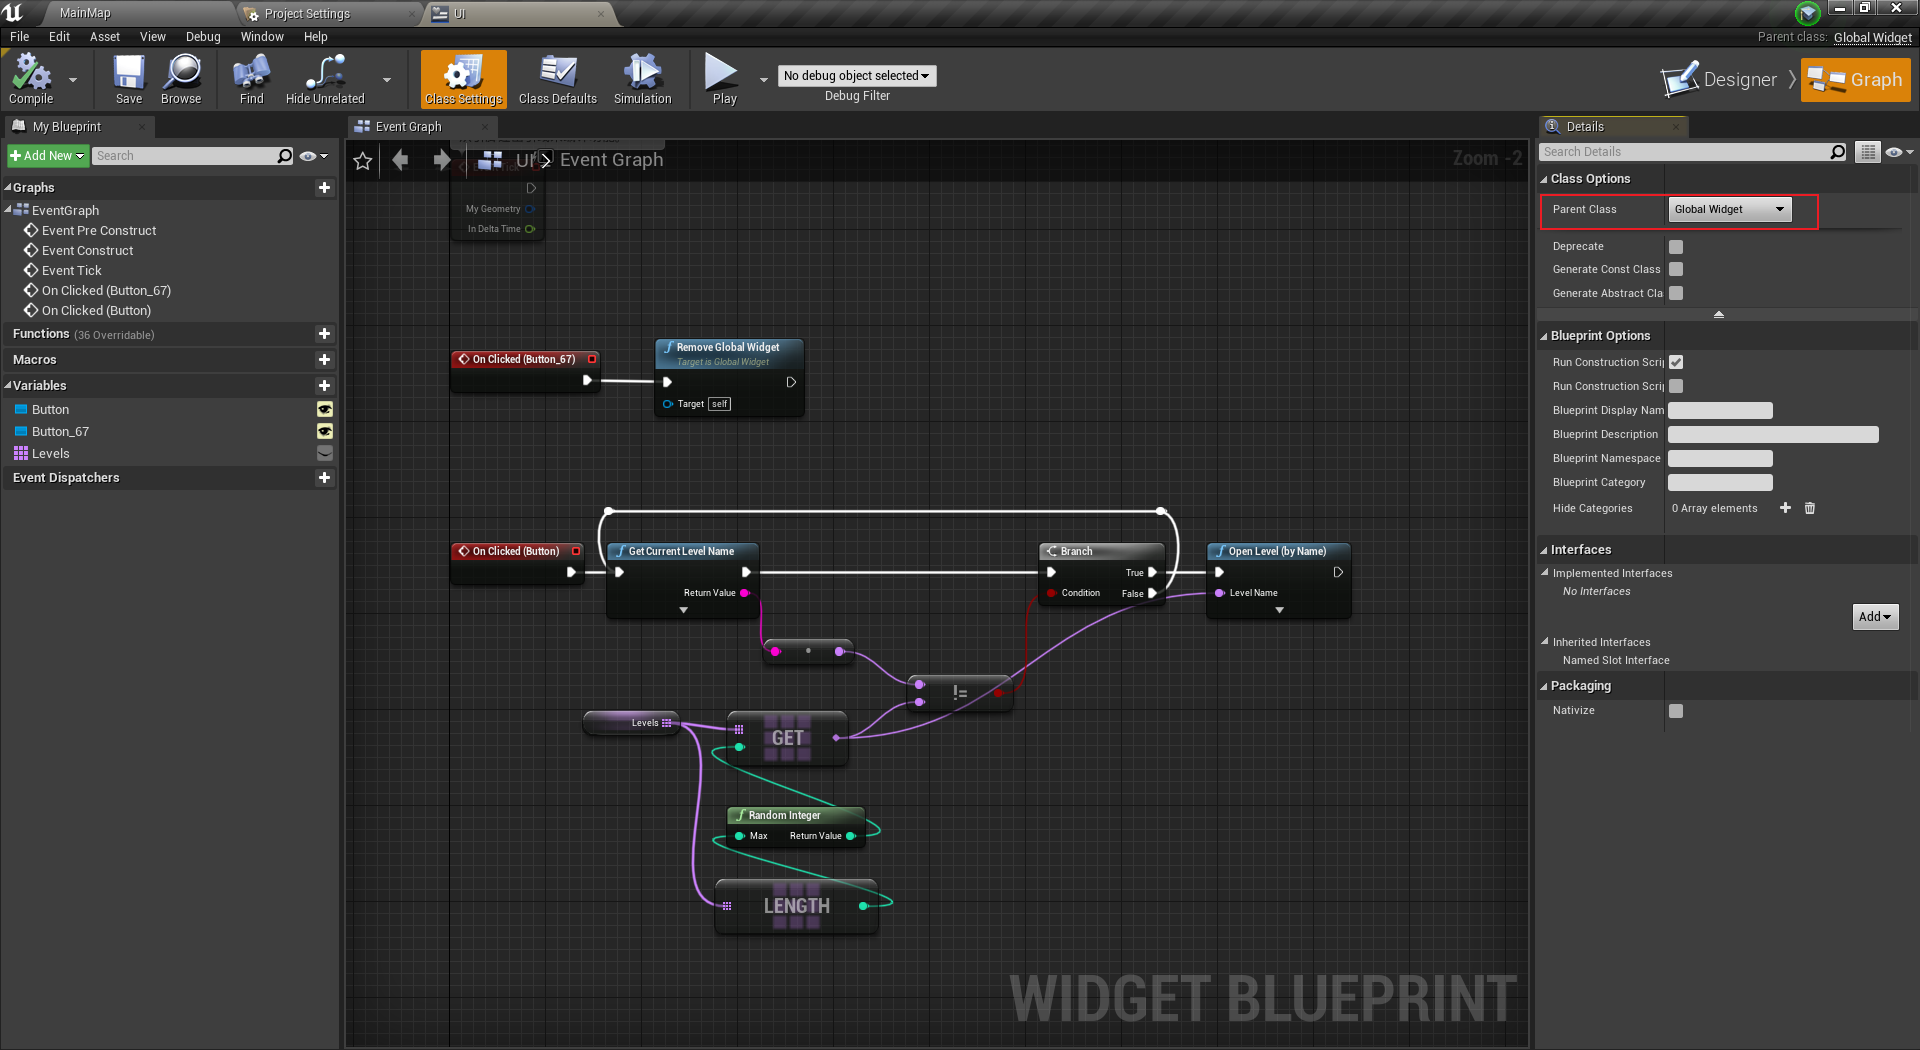 MainMap
Project Settings
UI
File
Edit
Asset
View
Debug
Window
Help
Parent class: Global Widget
Compile
Save
Browse
Find
Hide Unrelated
Class Settings
Class Defaults
Simulation
Play
No debug object selected
Debug Filter
Designer
Graph
My Blueprint
Add New
Search
Graphs
EventGraph
Event Pre Construct
Event Construct
Event Tick
On Clicked (Button_67)
On Clicked (Button)
Functions (36 Overridable)
Macros
Variables
Button
Button_67
Levels
Event Dispatchers
Event Graph
UI
Event Graph
Zoom -2
My Geometry
In Delta Time
On Clicked (Button_67)
Remove Global Widget
Target is Global Widget
Target self
On Clicked (Button)
Get Current Level Name
Return Value
Branch
True
Condition
False
Open Level (by Name)
Level Name
!=
Levels
GET
Random Integer
Max
Return Value
LENGTH
WIDGET BLUEPRINT
Details
Search Details
Class Options
Parent Class
Global Widget
Deprecate
Generate Const Class
Generate Abstract Cla
Blueprint Options
Run Construction Scrip
Run Construction Scrip
Blueprint Display Nam
Blueprint Description
Blueprint Namespace
Blueprint Category
Hide Categories
0 Array elements
Interfaces
Implemented Interfaces
No Interfaces
Add
Inherited Interfaces
Named Slot Interface
Packaging
Nativize